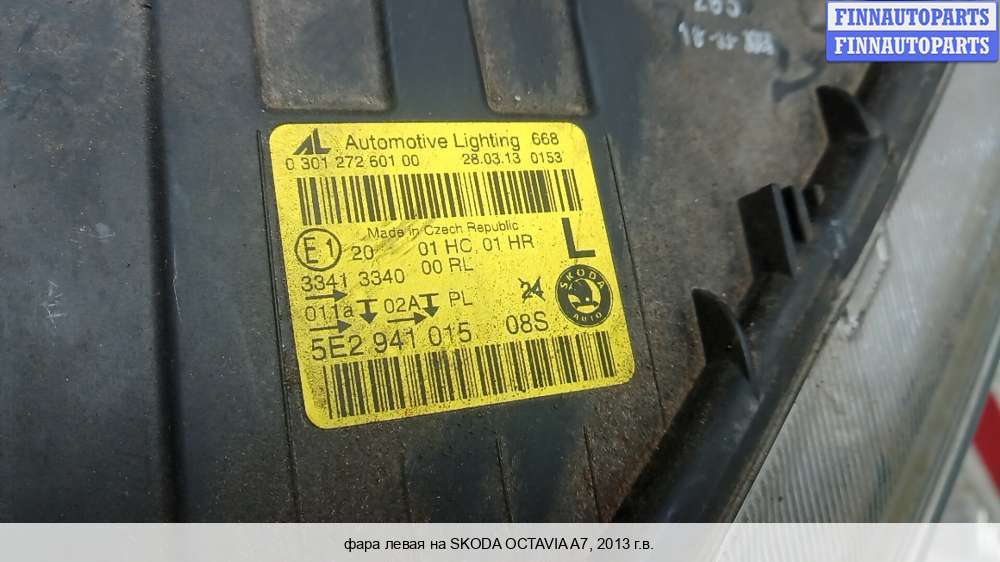 FINNAUTOPARTS
FINNAUTOPARTS
AL Automotive Lighting 668
0 301 272 601 00 28.03.13 0153
Made in Czech Republic
E1 20 01 HC 01 HR L
3341 3340 00 RL
011a 02A PL 24 SKODA AUTO
5E2 941 015 08S
фара левая на SKODA OCTAVIA A7, 2013 г.в.